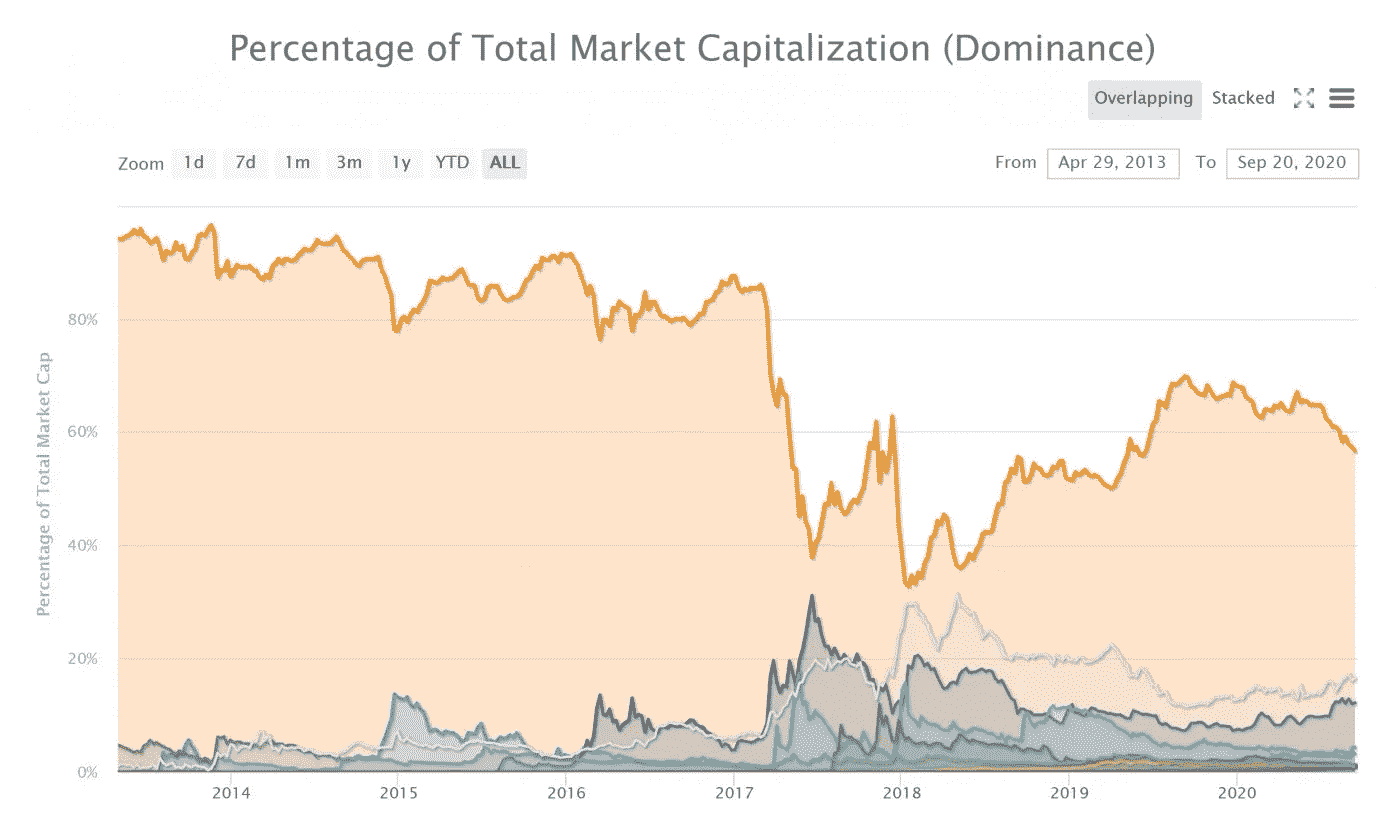 Percentage of Total Market Capitalization (Dominance)
Overlapping Stacked
Zoom 1d 7d 1m 3m 1y YTD ALL From Apr 29, 2013 To Sep 20, 2020
Percentage of Total Market Cap
80%
60%
40%
20%
0%
2014 2015 2016 2017 2018 2019 2020